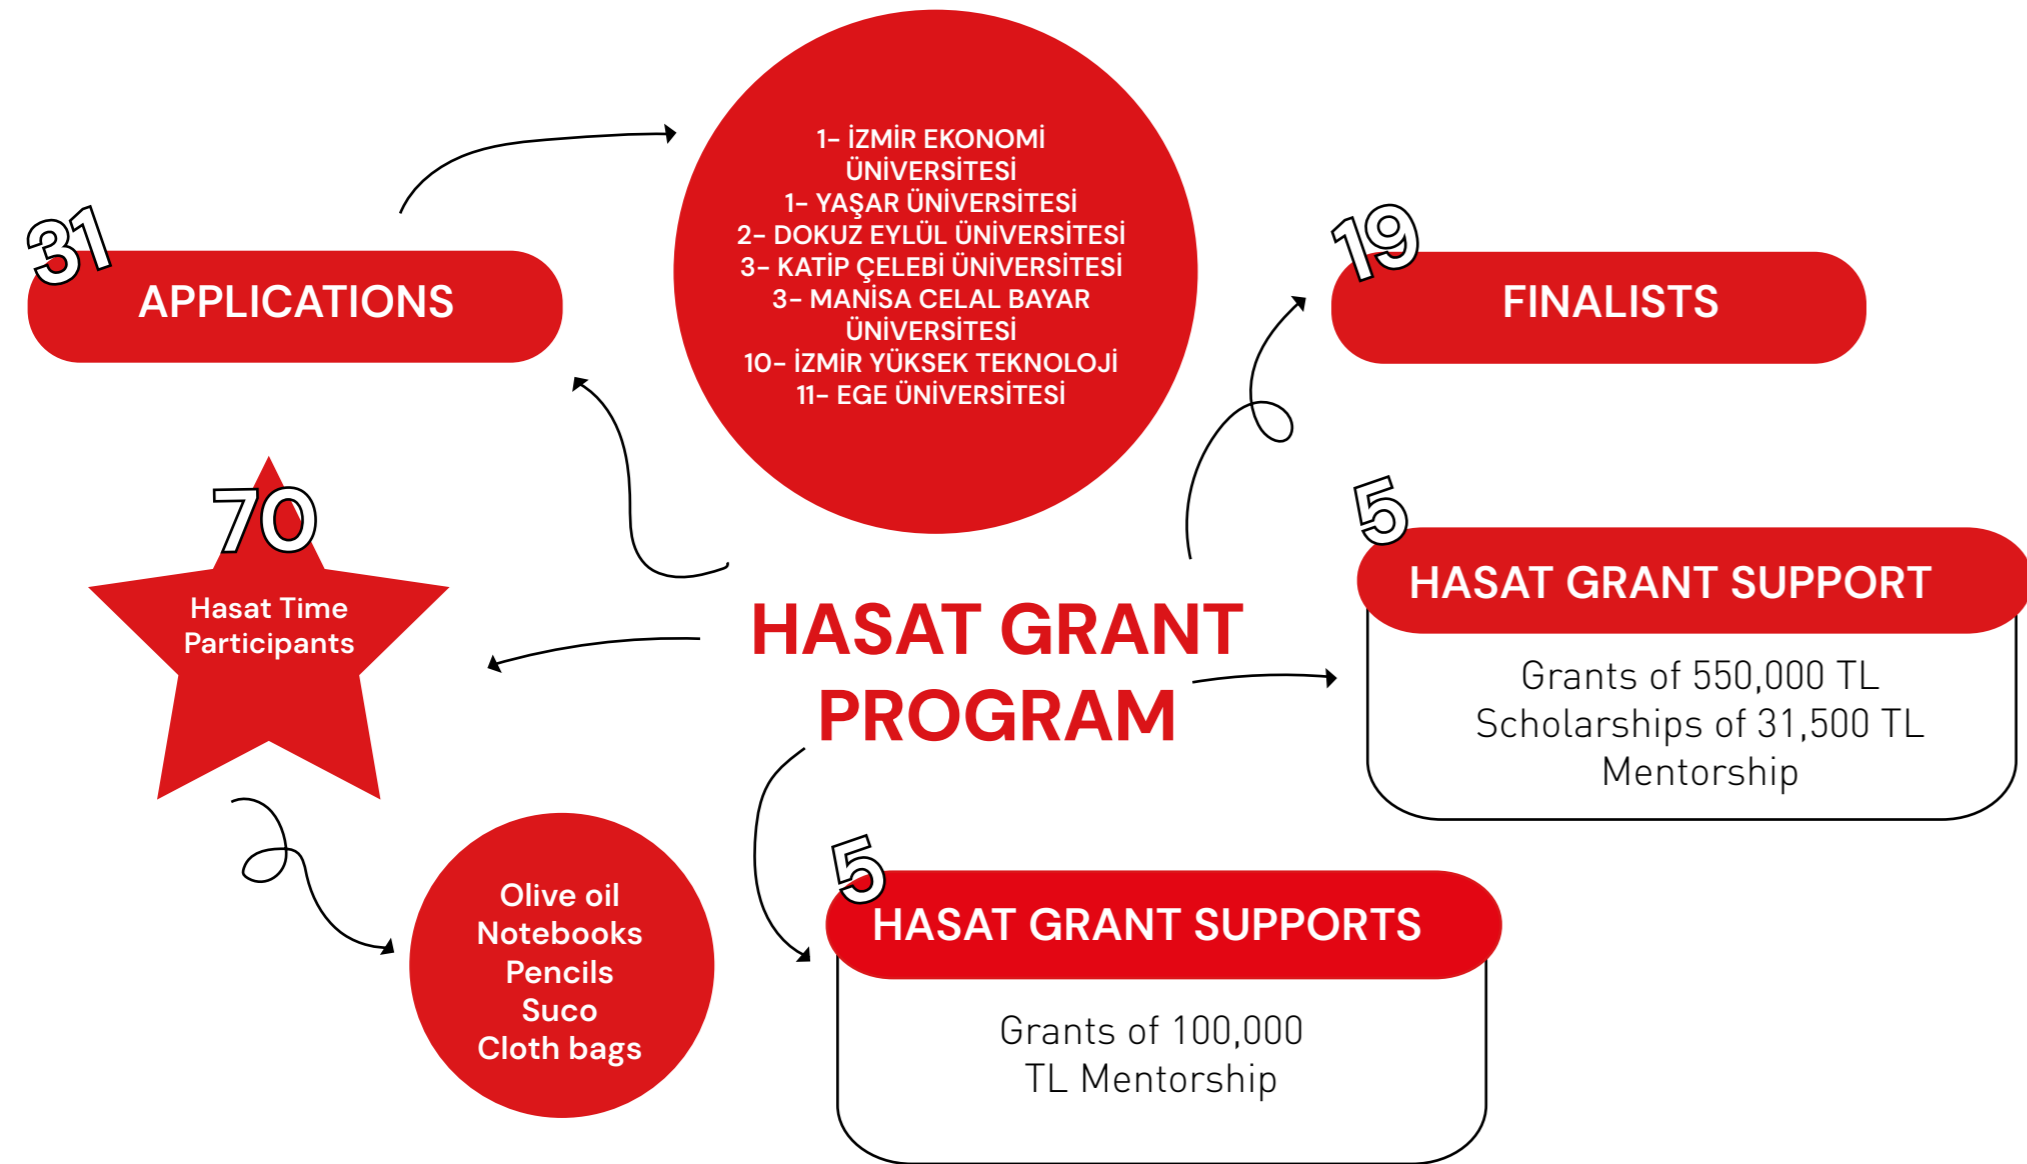 31
APPLICATIONS
1- İZMİR EKONOMİ
ÜNİVERSİTESİ
1- YAŞAR ÜNİVERSİTESİ
2- DOKUZ EYLÜL ÜNİVERSİTESİ
3- KATİP ÇELEBİ ÜNİVERSİTESİ
3- MANİSA CELAL BAYAR
ÜNİVERSİTESİ
10- İZMİR YÜKSEK TEKNOLOJİ
11- EGE ÜNİVERSİTESİ
19
FINALISTS
70
Hasat Time
Participants
HASAT GRANT
PROGRAM
5
HASAT GRANT SUPPORT
Grants of 550,000 TL
Scholarships of 31,500 TL
Mentorship
Olive oil
Notebooks
Pencils
Suco
Cloth bags
5
HASAT GRANT SUPPORTS
Grants of 100,000
TL Mentorship